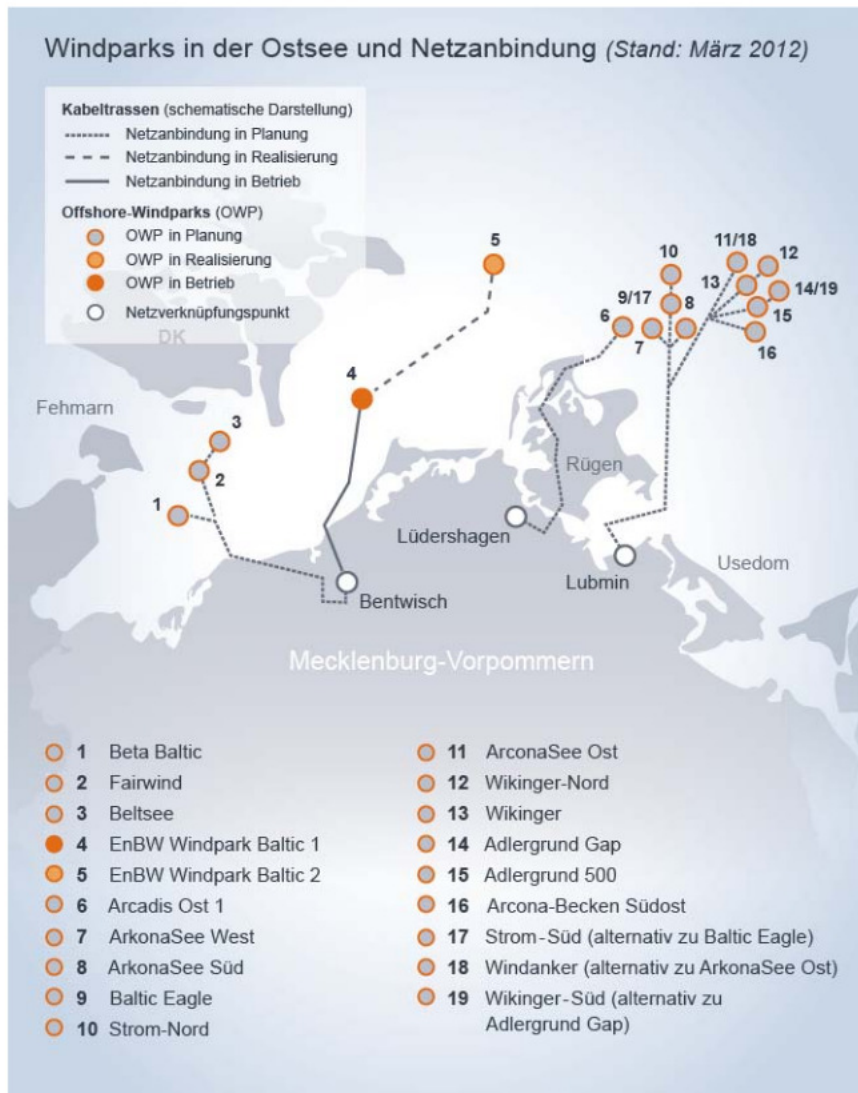 Windparks in der Ostsee und Netzanbindung (Stand: März 2012)
Kabeltrassen (schematische Darstellung)
Netzanbindung in Planung
Netzanbindung in Realisierung
Netzanbindung in Betrieb
Offshore-Windparks (OWP)
OWP in Planung
OWP in Realisierung
OWP in Betrieb
Netzverknüpfungspunkt
DK
Fehmarn
5
4
3
2
1
11/18
10
12
13
14/19
9/17
6
8
15
7
16
Rügen
Lüdershagen
Usedom
Lubmin
Bentwisch
Mecklenburg-Vorpommern
1 Beta Baltic
2 Fairwind
3 Beltsee
4 EnBW Windpark Baltic 1
5 EnBW Windpark Baltic 2
6 Arcadis Ost 1
7 ArkonaSee West
8 ArkonaSee Süd
9 Baltic Eagle
10 Strom-Nord
11 ArconaSee Ost
12 Wikinger-Nord
13 Wikinger
14 Adlergrund Gap
15 Adlergrund 500
16 Arcona-Becken Südost
17 Strom-Süd (alternativ zu Baltic Eagle)
18 Windanker (alternativ zu ArkonaSee Ost)
19 Wikinger-Süd (alternativ zu
Adlergrund Gap)